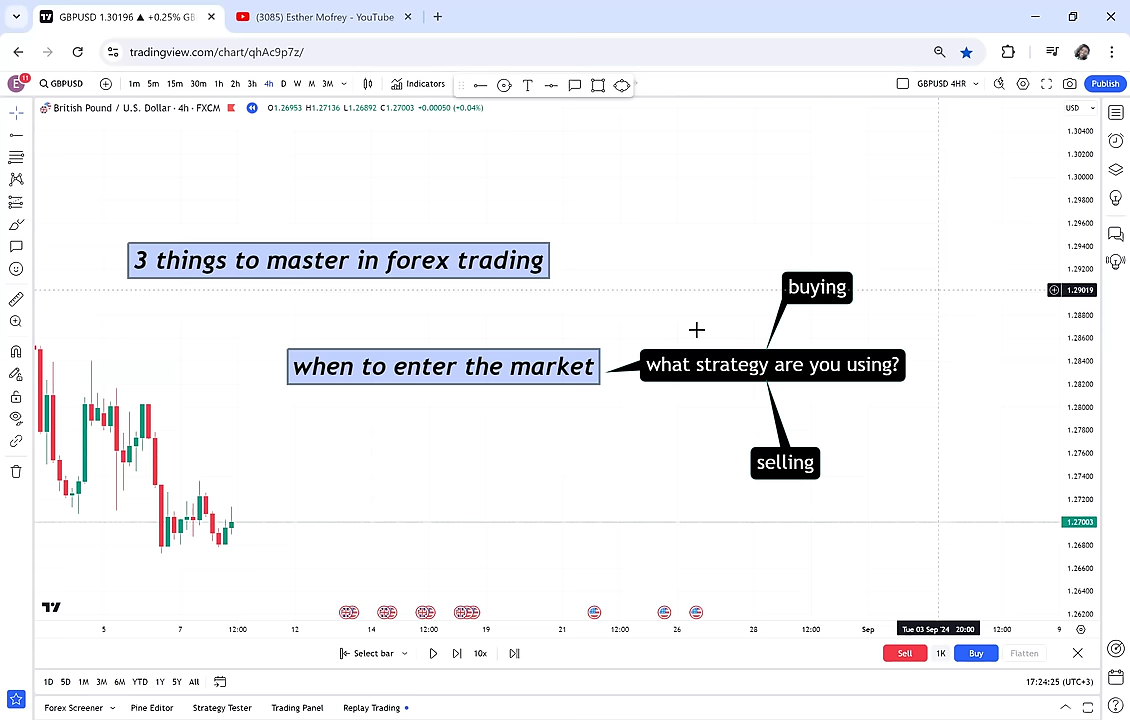 GBPUSD 1.30196 ▲ +0.25% GB
(3085) Esther Mofrey - YouTube
tradingview.com/chart/qhAc9p7z/
E 11 GBPUSD 1m 5m 15m 30m 1h 2h 3h 4h D W M 3M Indicators GBPUSD 4HR Publish
British Pound / U.S. Dollar · 4h · FXCM O1.26953 H1.27136 L1.26892 C1.27003 +0.00050 (+0.04%) USD
1.30400
1.30200
1.30000
1.29800
1.29600
1.29400
1.29200
1.29019
1.28800
1.28600
1.28400
1.28200
1.28000
1.27800
1.27600
1.27400
1.27200
1.27003
1.26800
1.26600
1.26400
1.26200
3 things to master in forex trading
buying
when to enter the market
what strategy are you using?
selling
5 7 12:00 12 14 12:00 19 21 12:00 26 28 12:00 Sep Tue 03 Sep '24 20:00 12:00 9
Select bar 10x Sell 1K Buy Flatten
1D 5D 1M 3M 6M YTD 1Y 5Y All 17:24:25 (UTC+3)
Forex Screener Pine Editor Strategy Tester Trading Panel Replay Trading